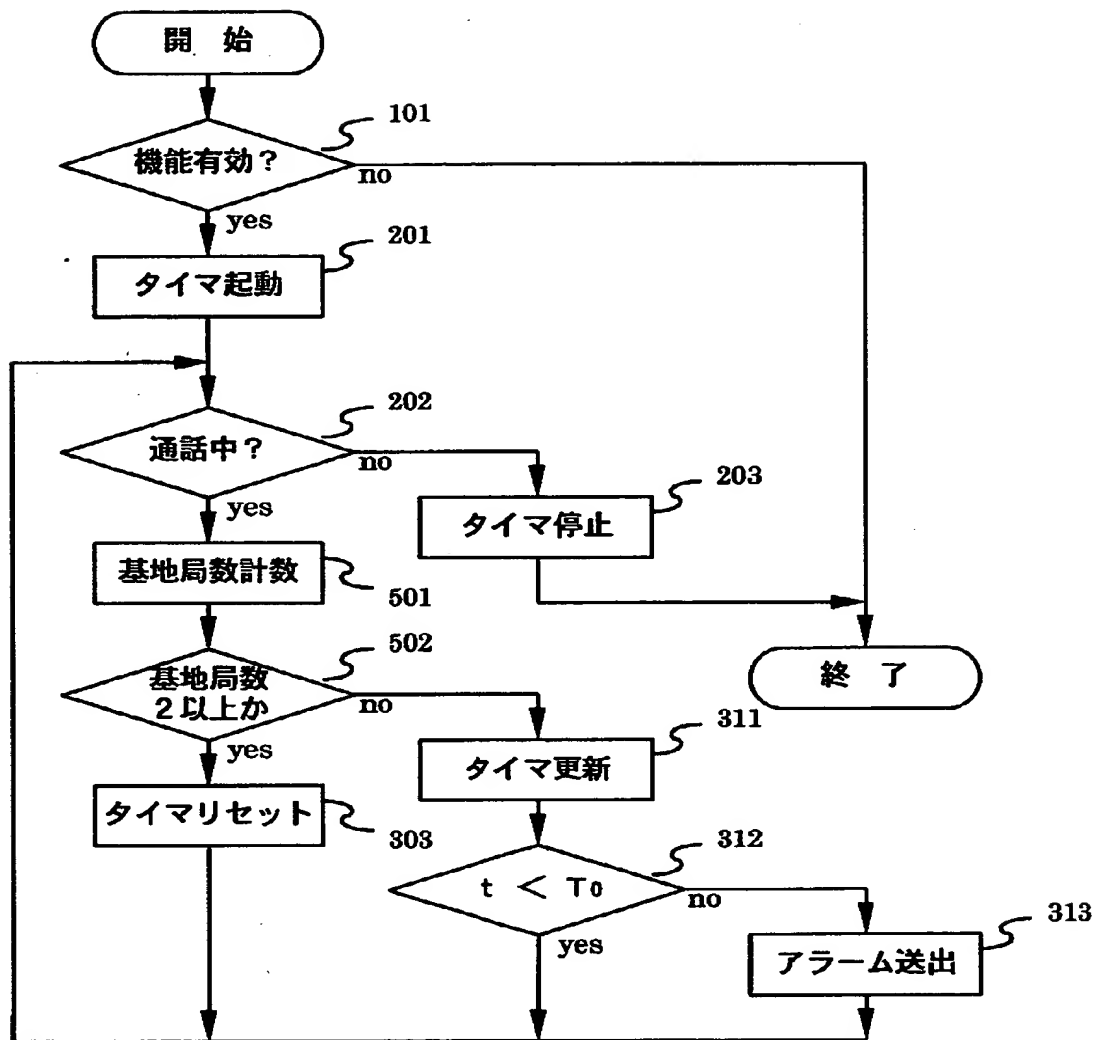 開 始
101
機能有効？
no
yes
201
タイマ起動
202
通話中？
no
yes
203
タイマ停止
基地局数計数
501
502
基地局数
２以上か
no
yes
終 了
311
タイマ更新
タイマリセット
303
312
t ＜ T0
no
yes
313
アラーム送出